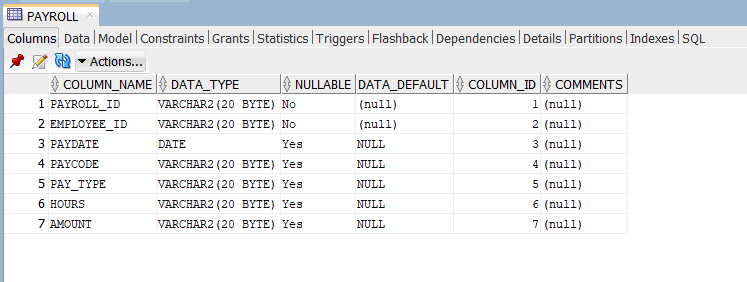 PAYROLL
Columns Data Model Constraints Grants Statistics Triggers Flashback Dependencies Details Partitions Indexes SQL
Actions...
COLUMN_NAME DATA_TYPE NULLABLE DATA_DEFAULT COLUMN_ID COMMENTS
1 PAYROLL_ID VARCHAR2(20 BYTE) No (null) 1 (null)
2 EMPLOYEE_ID VARCHAR2(20 BYTE) No (null) 2 (null)
3 PAYDATE DATE Yes NULL 3 (null)
4 PAYCODE VARCHAR2(20 BYTE) Yes NULL 4 (null)
5 PAY_TYPE VARCHAR2(20 BYTE) Yes NULL 5 (null)
6 HOURS VARCHAR2(20 BYTE) Yes NULL 6 (null)
7 AMOUNT VARCHAR2(20 BYTE) Yes NULL 7 (null)